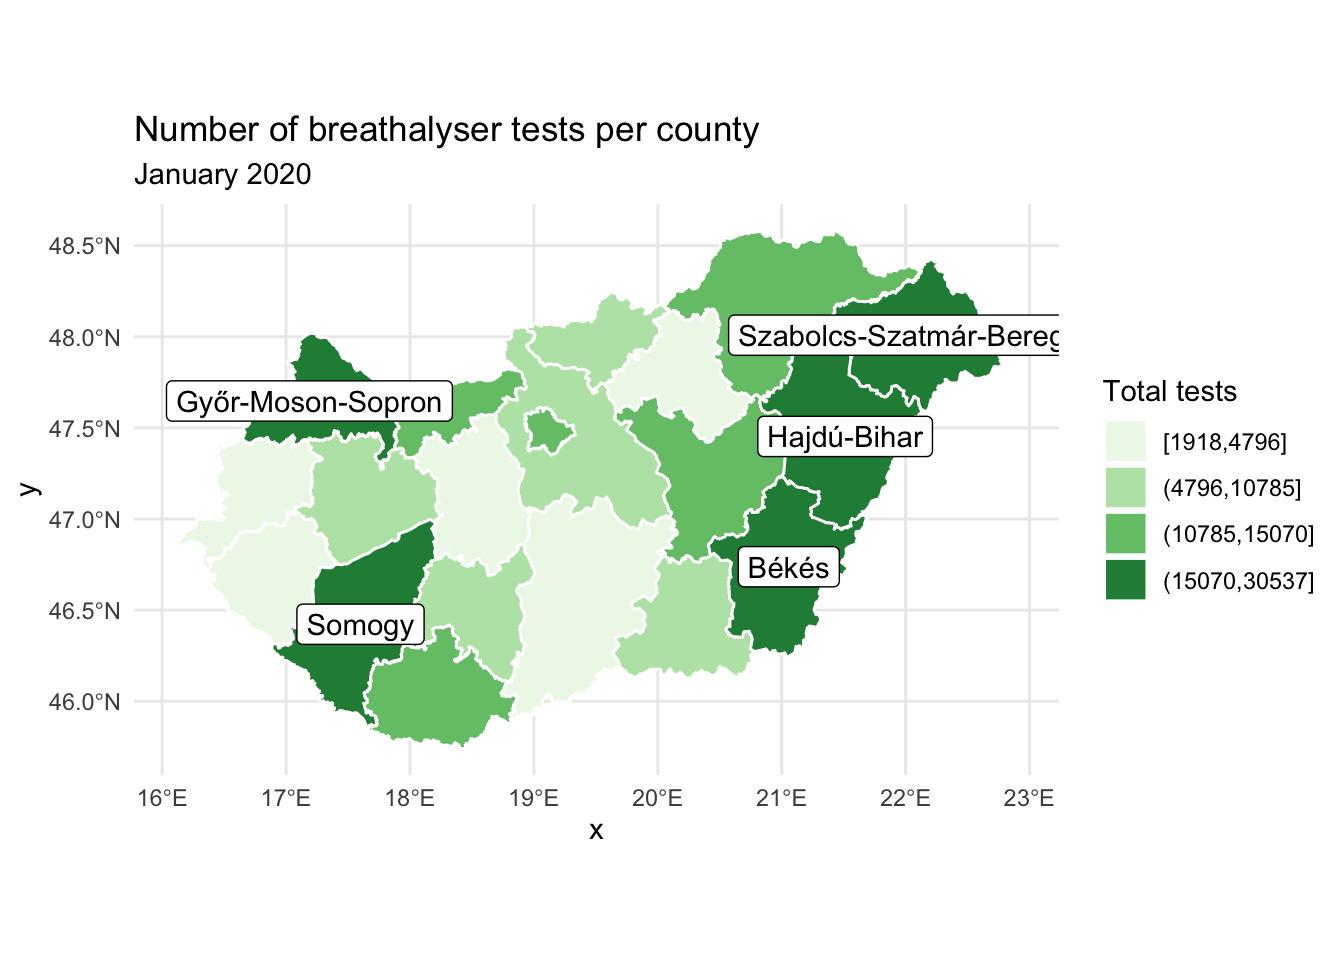 Number of breathalyser tests per county
January 2020
48.5°N
48.0°N
47.5°N
47.0°N
46.5°N
46.0°N
y
Szabolcs-Szatmár-Bereg
Győr-Moson-Sopron
Hajdú-Bihar
Békés
Somogy
16°E
17°E
18°E
19°E
20°E
21°E
22°E
23°E
x
Total tests
[1918,4796]
(4796,10785]
(10785,15070]
(15070,30537]